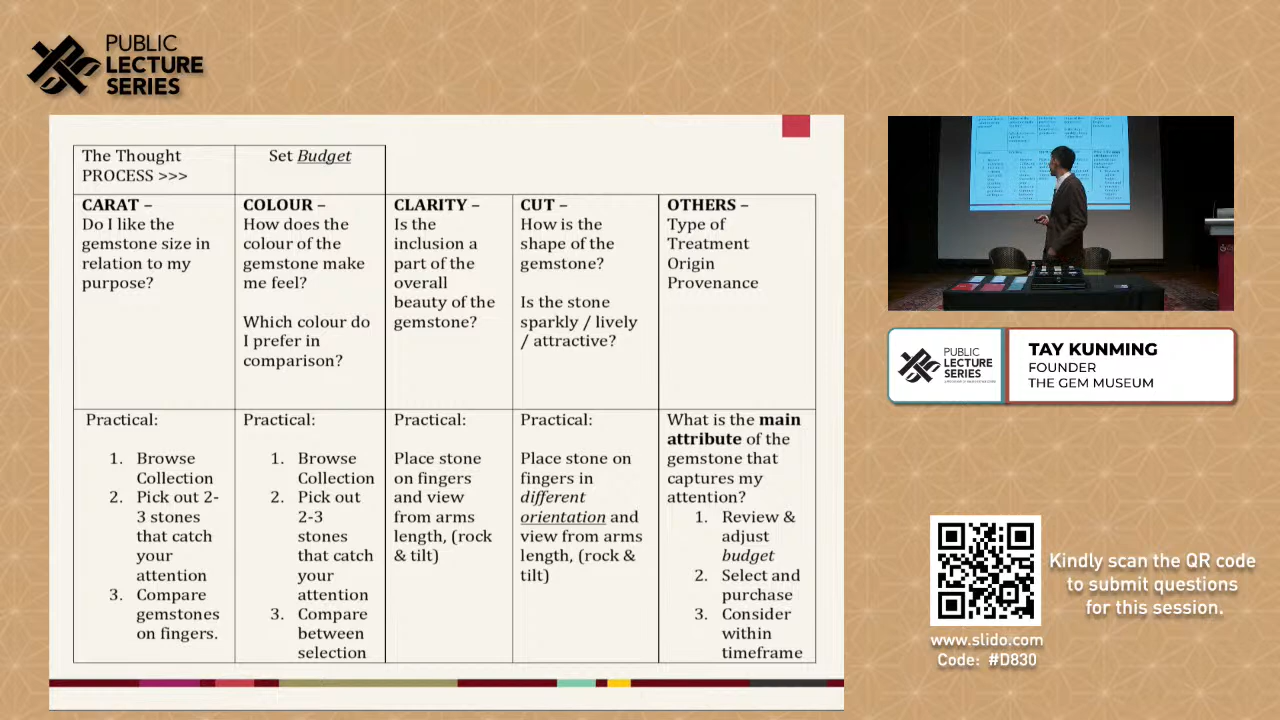 PUBLIC
LECTURE
SERIES
The Thought
PROCESS >>>
Set Budget
CARAT –
Do I like the
gemstone size in
relation to my
purpose?
COLOUR –
How does the
colour of the
gemstone make
me feel?
Which colour do
I prefer in
comparison?
CLARITY –
Is the
inclusion a
part of the
overall
beauty of the
gemstone?
CUT –
How is the
shape of the
gemstone?
Is the stone
sparkly / lively
/ attractive?
OTHERS –
Type of
Treatment
Origin
Provenance
Practical:
1. Browse
Collection
2. Pick out 2-
3 stones
that catch
your
attention
3. Compare
gemstones
on fingers.
Practical:
1. Browse
Collection
2. Pick out
2-3
stones
that catch
your
attention
3. Compare
between
selection
Practical:
Place stone
on fingers
and view
from arms
length, (rock
& tilt)
Practical:
Place stone on
fingers in
different
orientation and
view from arms
length, (rock &
tilt)
What is the main
attribute of the
gemstone that
captures my
attention?
1. Review &
adjust
budget
2. Select and
purchase
3. Consider
within
timeframe
PUBLIC
LECTURE
SERIES
TAY KUNMING
FOUNDER
THE GEM MUSEUM
Kindly scan the QR code
to submit questions
for this session.
www.slido.com
Code: #D830